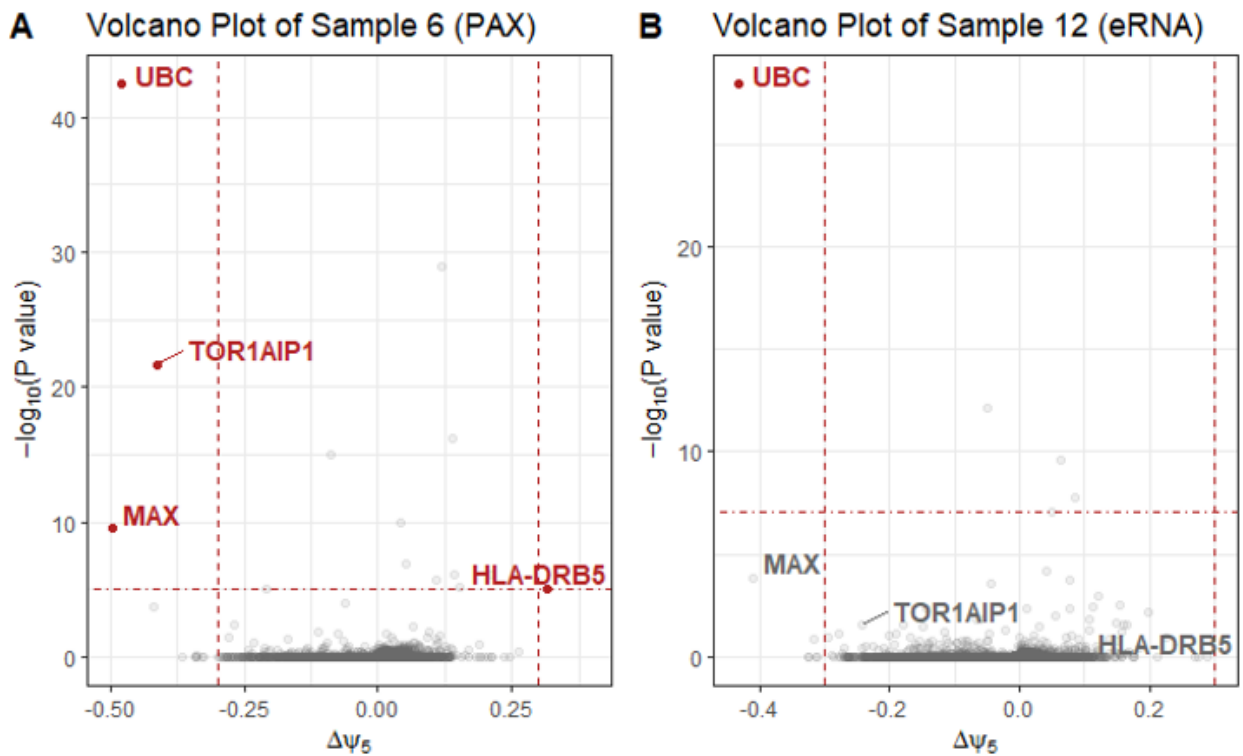 A Volcano Plot of Sample 6 (PAX)
UBC
TOR1AIP1
MAX
HLA-DRB5
40
30
20
10
0
-0.50 -0.25 0.00 0.25
−log₁₀(P value)
Δψ₅
B Volcano Plot of Sample 12 (eRNA)
UBC
MAX
TOR1AIP1
HLA-DRB5
20
10
0
-0.4 -0.2 0.0 0.2
−log₁₀(P value)
Δψ₅